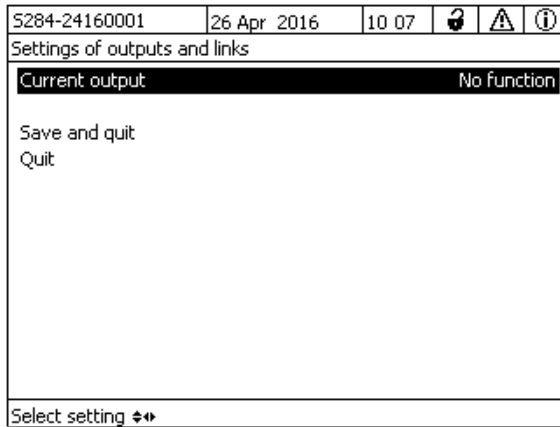 S284-24160001 26 Apr 2016 10 07
Settings of outputs and links
Current output No function
Save and quit
Quit
Select setting